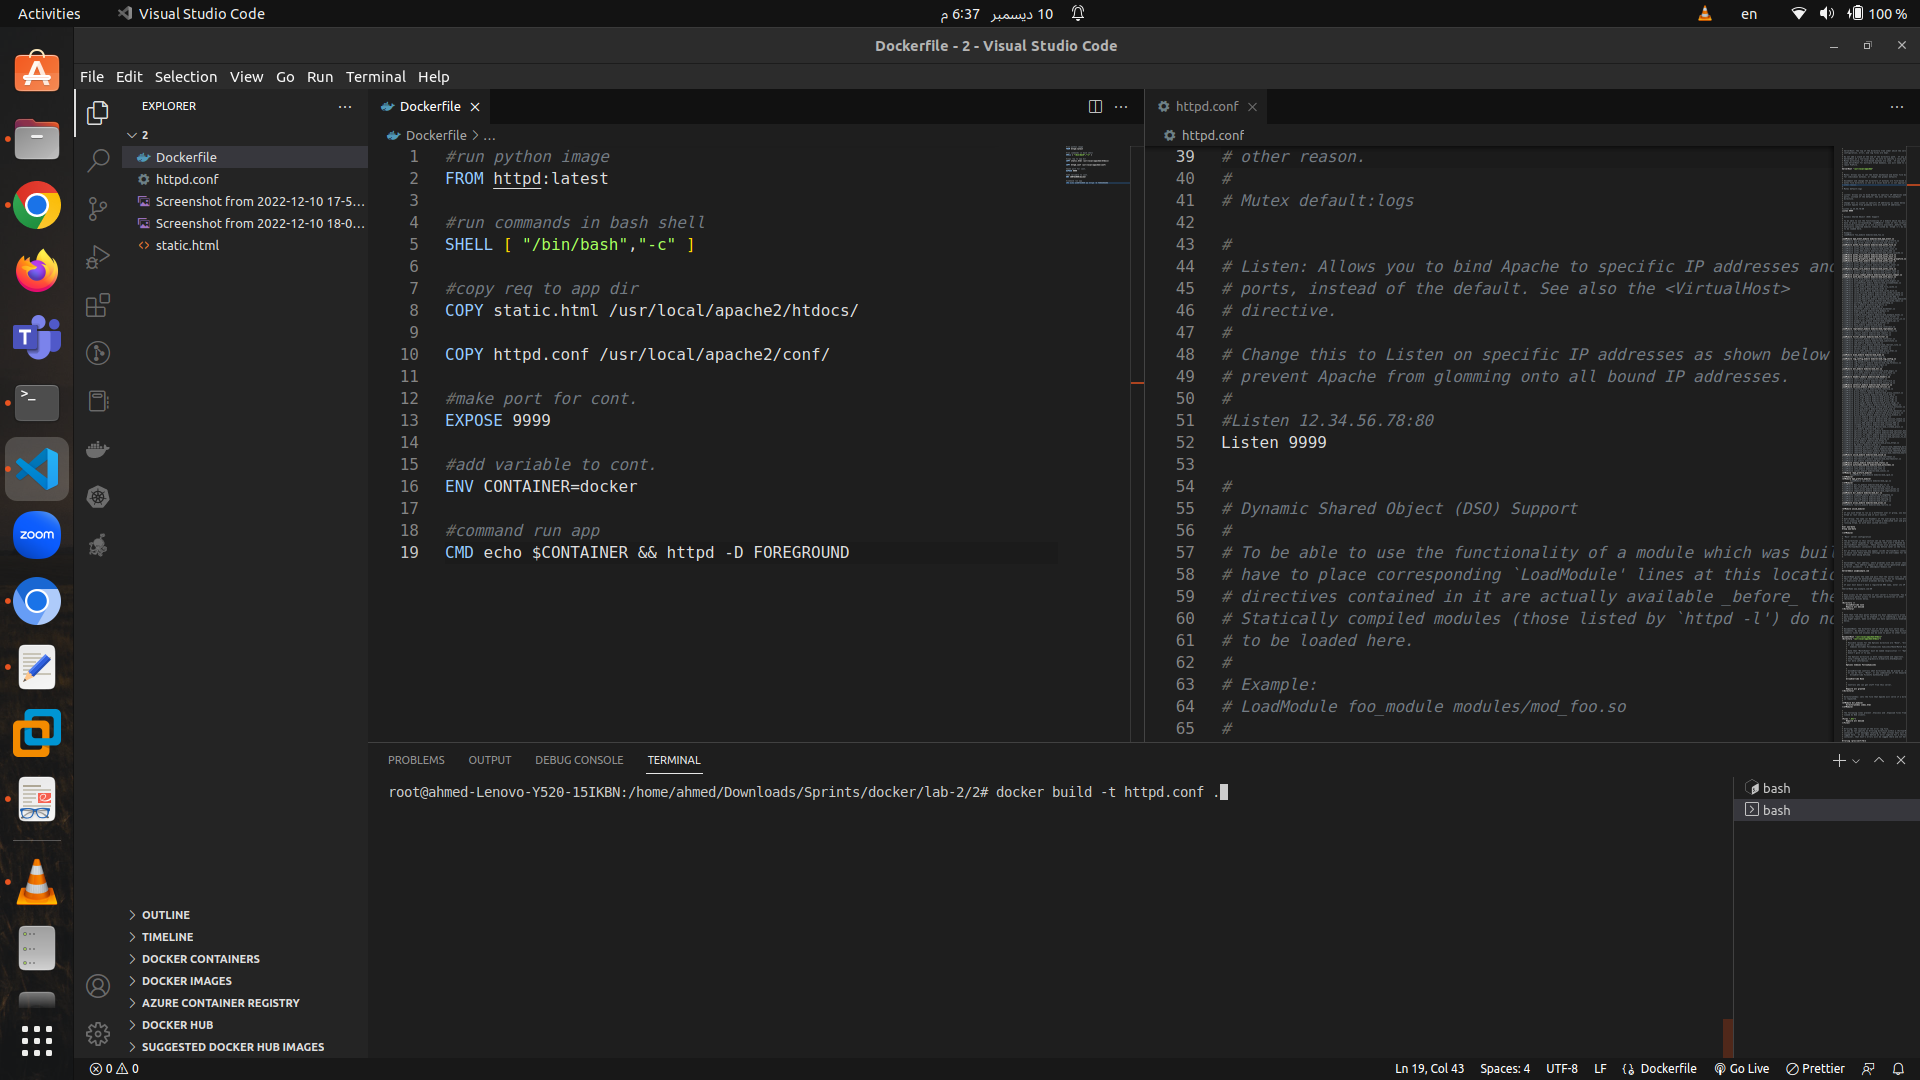 Activities
Visual Studio Code
10 ديسمبر 6:37 م
en
100 %
Dockerfile - 2 - Visual Studio Code
File Edit Selection View Go Run Terminal Help
EXPLORER
2
Dockerfile
httpd.conf
Screenshot from 2022-12-10 17-5...
Screenshot from 2022-12-10 18-0...
static.html
OUTLINE
TIMELINE
DOCKER CONTAINERS
DOCKER IMAGES
AZURE CONTAINER REGISTRY
DOCKER HUB
SUGGESTED DOCKER HUB IMAGES
Dockerfile
Dockerfile > ...
1 #run python image
2 FROM httpd:latest
3
4 #run commands in bash shell
5 SHELL [ "/bin/bash","-c" ]
6
7 #copy req to app dir
8 COPY static.html /usr/local/apache2/htdocs/
9
10 COPY httpd.conf /usr/local/apache2/conf/
11
12 #make port for cont.
13 EXPOSE 9999
14
15 #add variable to cont.
16 ENV CONTAINER=docker
17
18 #command run app
19 CMD echo $CONTAINER && httpd -D FOREGROUND
httpd.conf
httpd.conf
39 # other reason.
40 #
41 # Mutex default:logs
42
43 #
44 # Listen: Allows you to bind Apache to specific IP addresses and
45 # ports, instead of the default. See also the <VirtualHost>
46 # directive.
47 #
48 # Change this to Listen on specific IP addresses as shown below
49 # prevent Apache from glomming onto all bound IP addresses.
50 #
51 #Listen 12.34.56.78:80
52 Listen 9999
53
54 #
55 # Dynamic Shared Object (DSO) Support
56 #
57 # To be able to use the functionality of a module which was buil
58 # have to place corresponding `LoadModule' lines at this locatio
59 # directives contained in it are actually available _before_ the
60 # Statically compiled modules (those listed by `httpd -l') do no
61 # to be loaded here.
62 #
63 # Example:
64 # LoadModule foo_module modules/mod_foo.so
65 #
PROBLEMS OUTPUT DEBUG CONSOLE TERMINAL
root@ahmed-Lenovo-Y520-15IKBN:/home/ahmed/Downloads/Sprints/docker/lab-2/2# docker build -t httpd.conf .
bash
bash
zoom
0 0
Ln 19, Col 43 Spaces: 4 UTF-8 LF Dockerfile Go Live Prettier